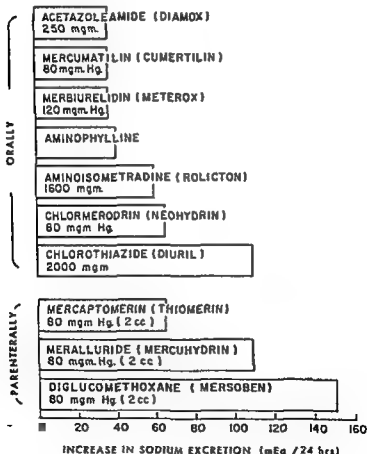 ACETAZOLEAMIDE (DIAMOX)
250 mgm.
MERCUMATILIN (CUMERTILIN)
80 mgm. Hg.
MERBIURELIDIN (METEROX)
120 mgm. Hg.
AMINOPHYLLINE
AMINOISOMETRADINE (ROLICTON)
1600 mgm.
CHLORMERODRIN (NEOHYDRIN)
80 mgm Hg
CHLOROTHIAZIDE (DIURIL)
2000 mgm
ORALLY
MERCAPTOMERIN (THIOMERIN)
80 mgm Hg. (2 cc)
MERALLURIDE (MERCUHYDRIN)
80 mgm. Hg. (2 cc)
DIGLUCOMETHOXANE (MERSOBEN)
80 mgm Hg (2 cc)
PARENTERALLY
20 40 60 80 100 120 140 160
INCREASE IN SODIUM EXCRETION (mEq /24 hrs)